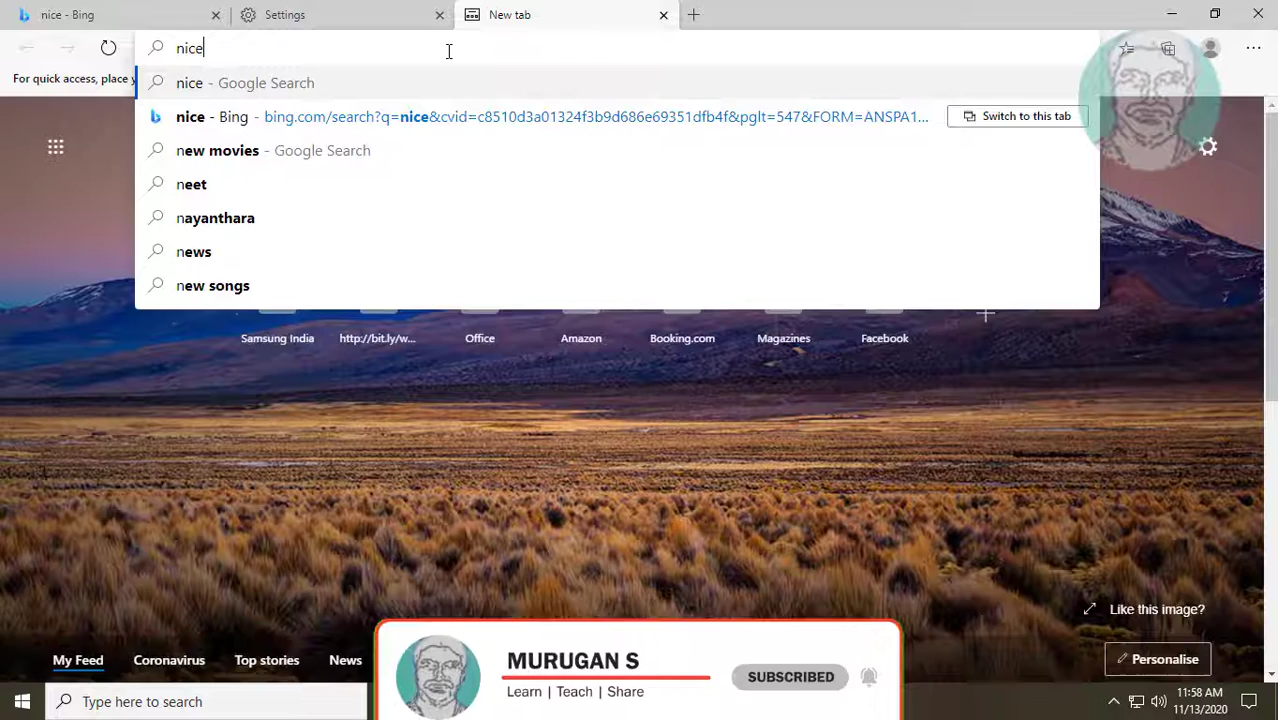 nice - Bing
Settings
New tab
nice
For quick access, place y
nice - Google Search
nice - Bing - bing.com/search?q=nice&cvid=c8510d3a01324f3b9d686e69351dfb4f&pglt=547&FORM=ANSPA1...
Switch to this tab
new movies - Google Search
neet
nayanthara
news
new songs
Samsung India
http://bit.ly/w...
Office
Amazon
Booking.com
Magazines
Facebook
Like this image?
My Feed
Coronavirus
Top stories
News
Personalise
MURUGAN S
Learn | Teach | Share
SUBSCRIBED
Type here to search
11:58 AM
11/13/2020